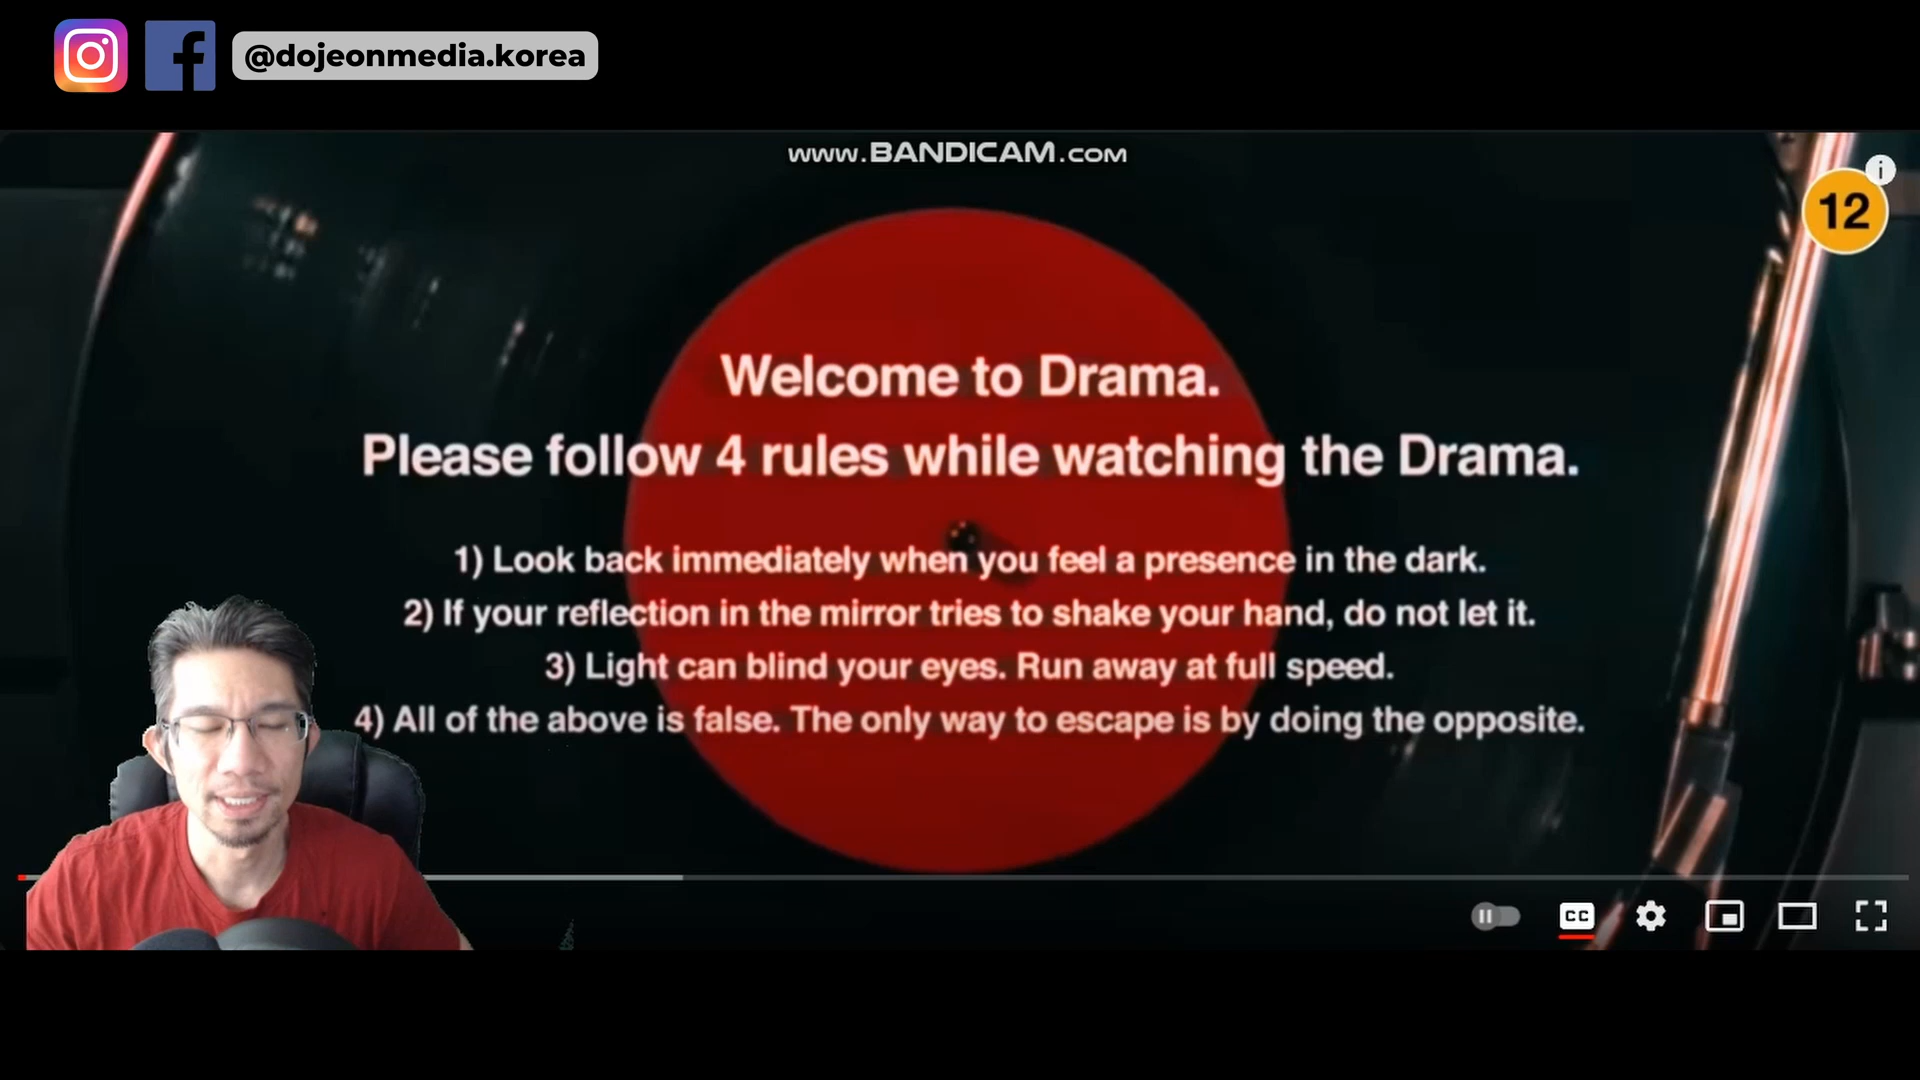 @dojeonmedia.korea
www.BANDICAM.com
i
12
Welcome to Drama.
Please follow 4 rules while watching the Drama.
1) Look back immediately when you feel a presence in the dark.
2) If your reflection in the mirror tries to shake your hand, do not let it.
3) Light can blind your eyes. Run away at full speed.
4) All of the above is false. The only way to escape is by doing the opposite.
CC